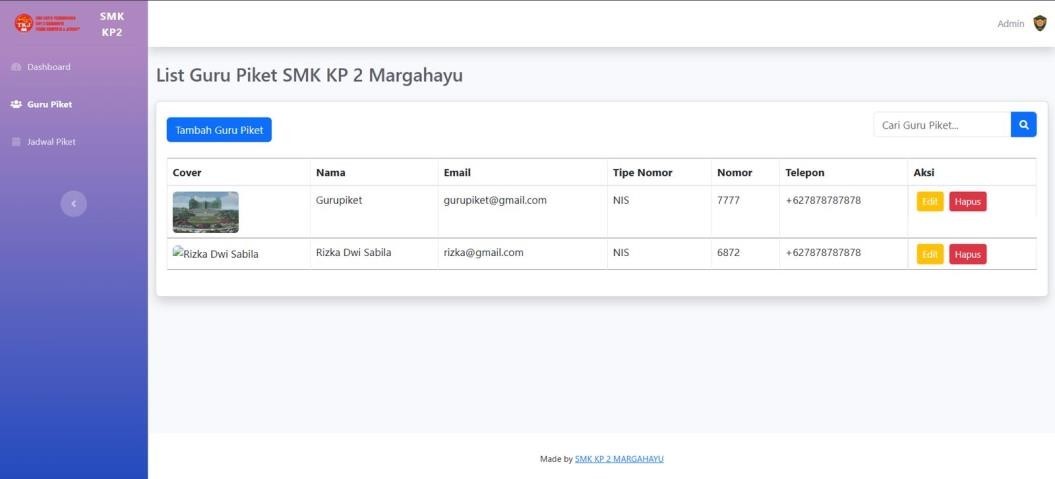 TKJ
SMK
KP2
Admin
Dashboard
Guru Piket
Jadwal Piket
List Guru Piket SMK KP 2 Margahayu
Tambah Guru Piket
Cari Guru Piket...
Cover Nama Email Tipe Nomor Nomor Telepon Aksi
Gurupiket gurupiket@gmail.com NIS 7777 +627878787878 Edit Hapus
Rizka Dwi Sabila Rizka Dwi Sabila rizka@gmail.com NIS 6872 +627878787878 Edit Hapus
Made by SMK KP 2 MARGAHAYU